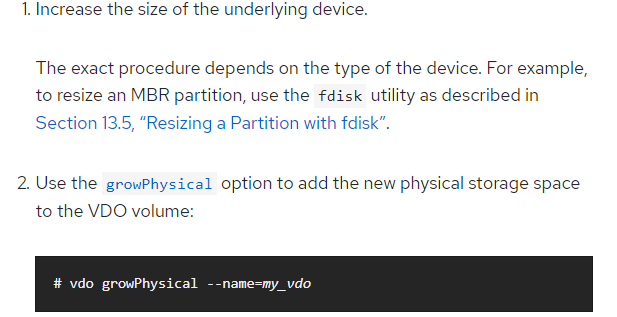 1. Increase the size of the underlying device.
The exact procedure depends on the type of the device. For example,
to resize an MBR partition, use the fdisk utility as described in
Section 13.5, “Resizing a Partition with fdisk”.
2. Use the growPhysical option to add the new physical storage space
to the VDO volume:
# vdo growPhysical --name=my_vdo